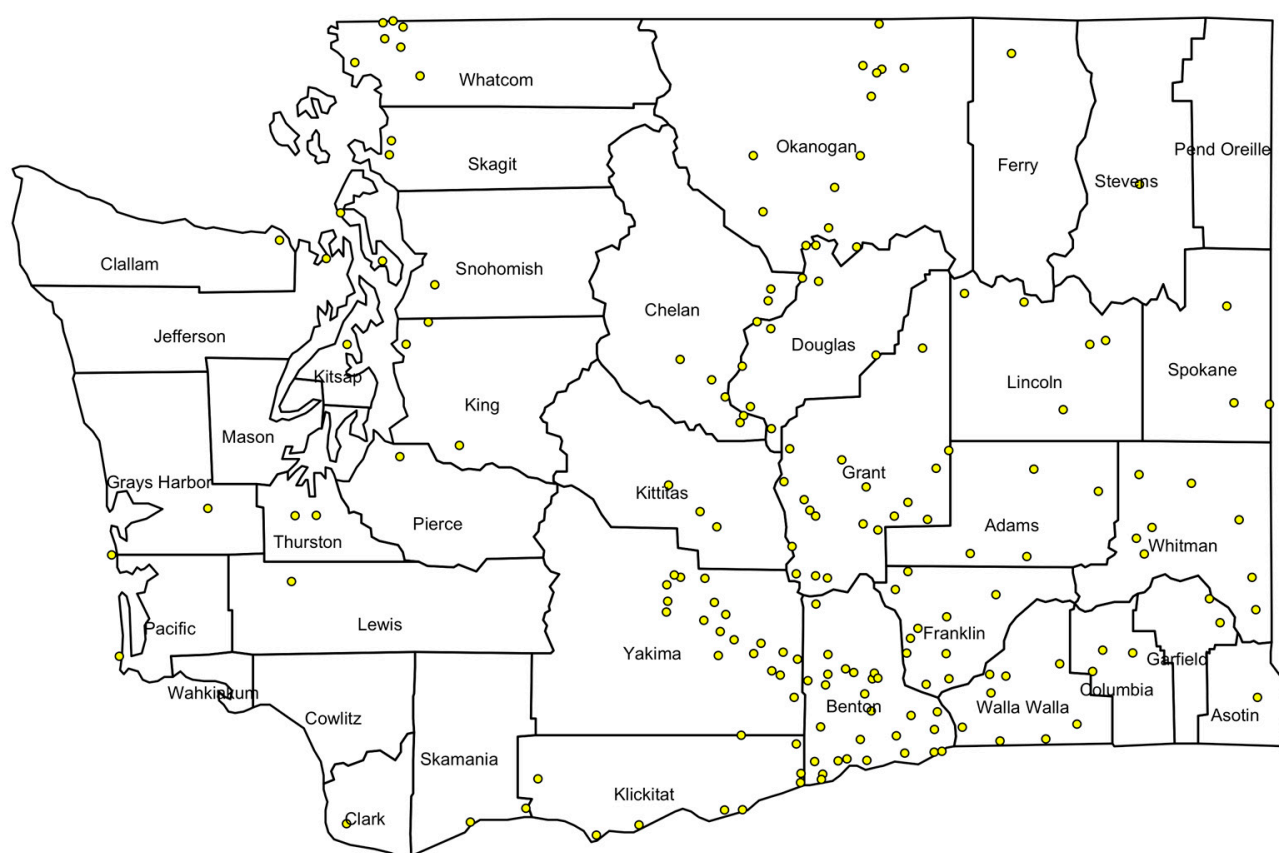 Whatcom
Okanogan
Pend Oreille
Skagit
Ferry
Stevens
Clallam
Snohomish
Chelan
Jefferson
Douglas
Kitsap
Lincoln
Spokane
King
Mason
Grays Harbor
Kittitas
Grant
Pierce
Adams
Thurston
Whitman
Pacific
Lewis
Yakima
Franklin
Garfield
Wahkiakum
Columbia
Cowlitz
Benton
Walla Walla
Asotin
Skamania
Klickitat
Clark